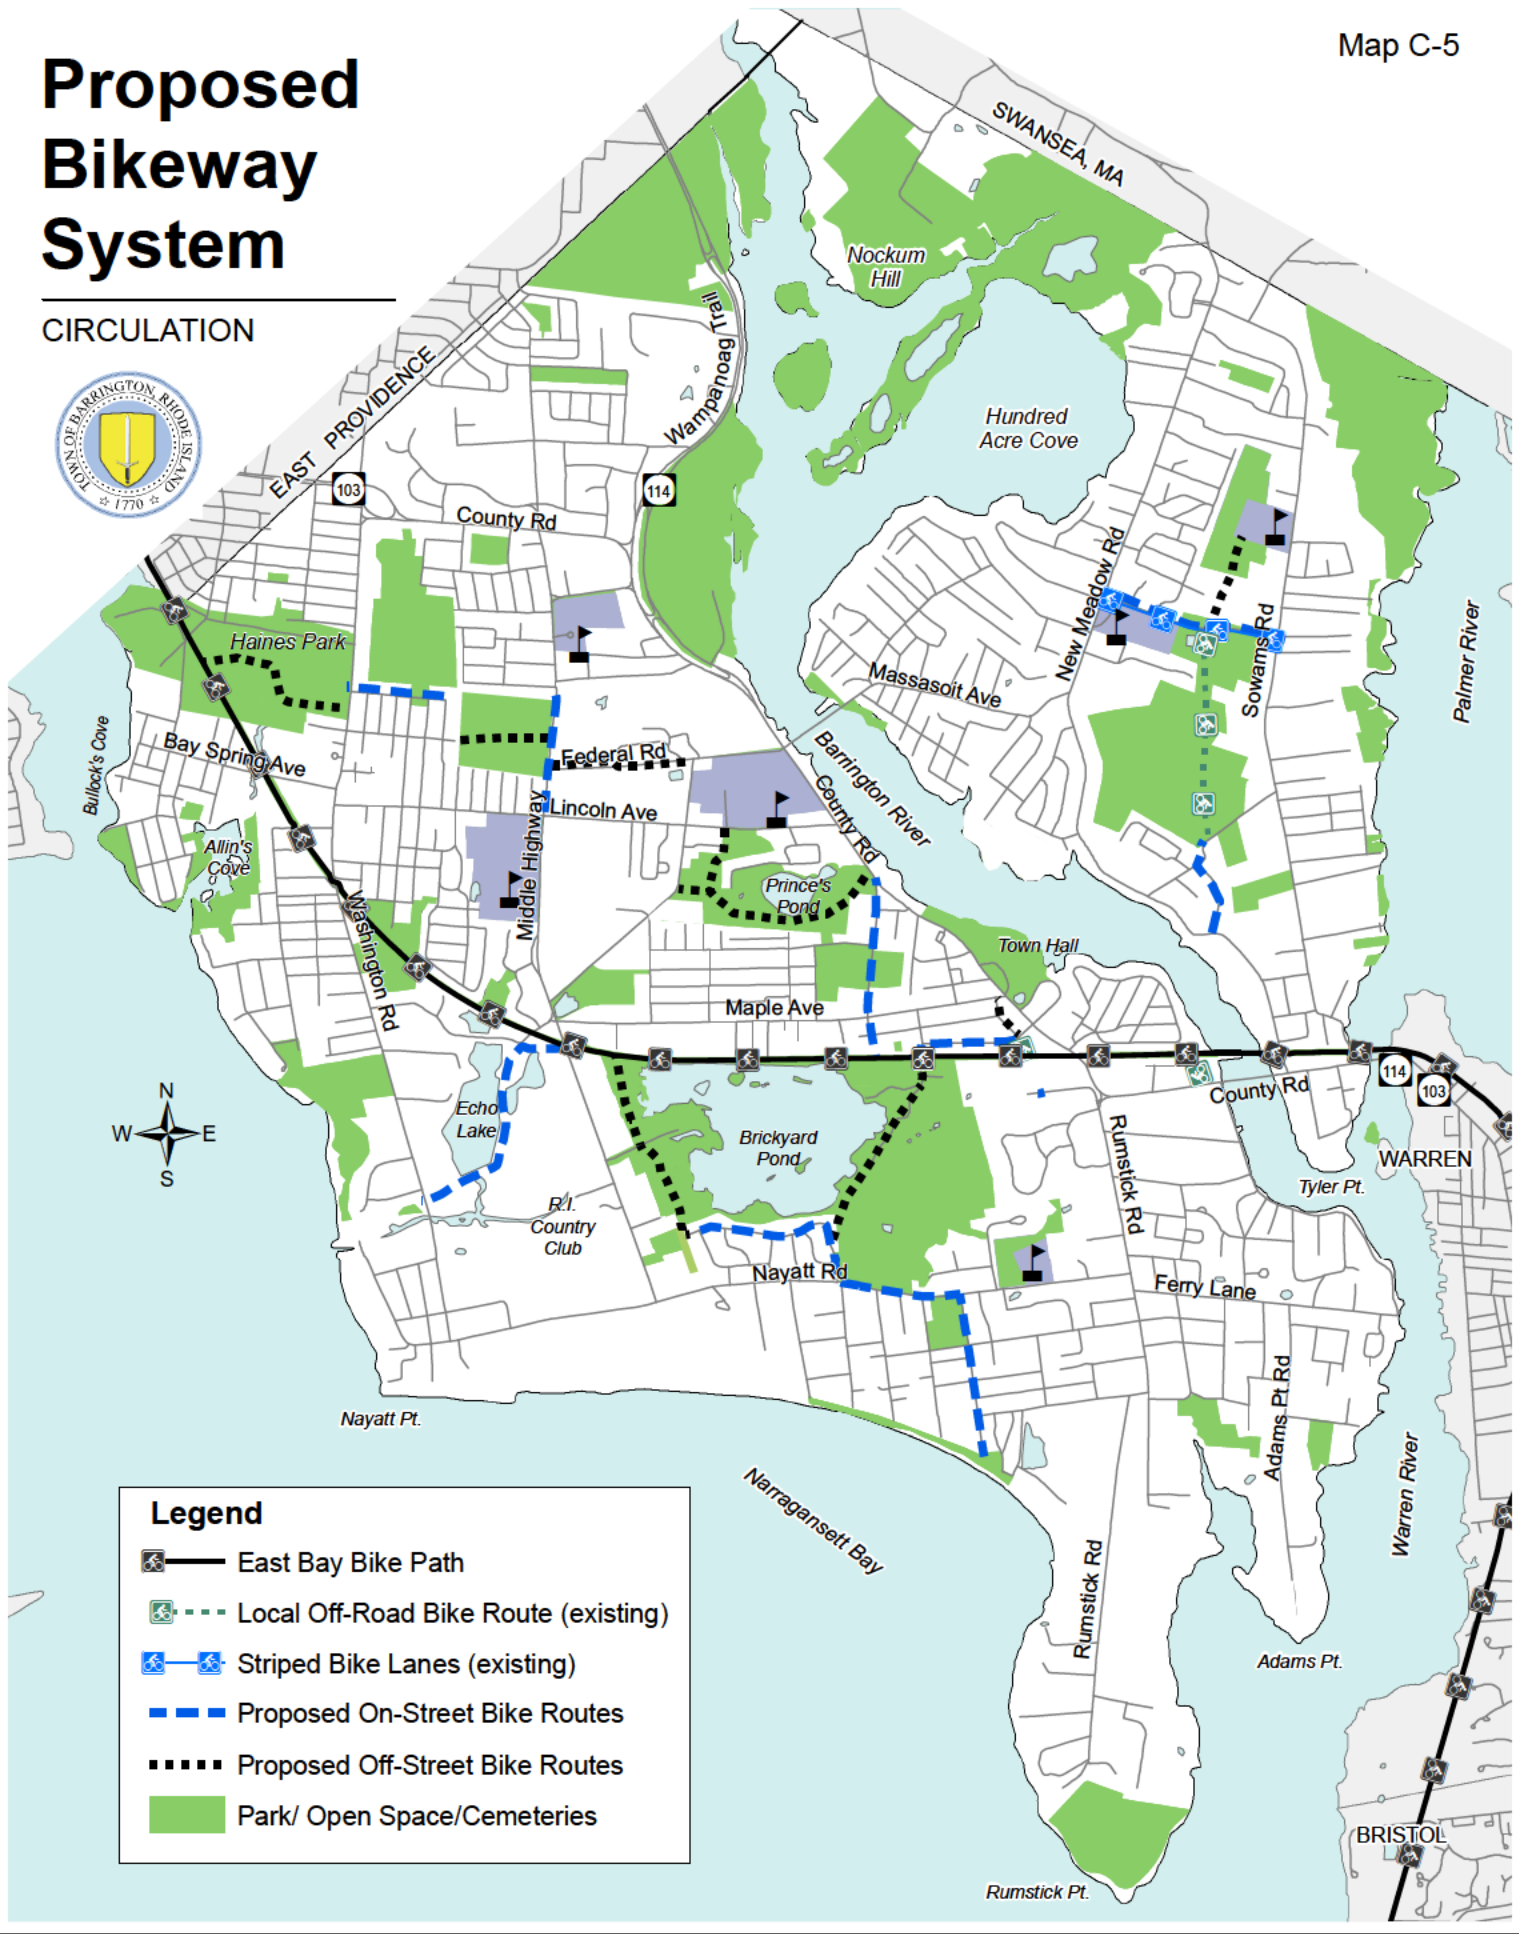 Map C-5
Proposed
Bikeway
System
CIRCULATION
TOWN OF BARRINGTON, RHODE ISLAND
1770
SWANSEA, MA
Nockum
Hill
Wampanoag Trail
EAST PROVIDENCE
Hundred
Acre Cove
103
114
County Rd
New Meadow Rd
Haines Park
Sowams Rd
Palmer River
Massasoit Ave
Bay Spring Ave
Bullock's Cove
Federal Rd
Barrington River
County Rd
Lincoln Ave
Middle Highway
Allin's
Cove
Prince's
Pond
Washington Rd
Town Hall
Maple Ave
114
103
County Rd
N
W
E
S
Echo
Lake
Brickyard
Pond
Rumstick Rd
WARREN
Tyler Pt.
R.I.
Country
Club
Nayatt Rd
Ferry Lane
Adams Pt Rd
Nayatt Pt.
Narragansett Bay
Warren River
Rumstick Rd
Adams Pt.
BRISTOL
Rumstick Pt.
Legend
East Bay Bike Path
Local Off-Road Bike Route (existing)
Striped Bike Lanes (existing)
Proposed On-Street Bike Routes
Proposed Off-Street Bike Routes
Park/ Open Space/Cemeteries